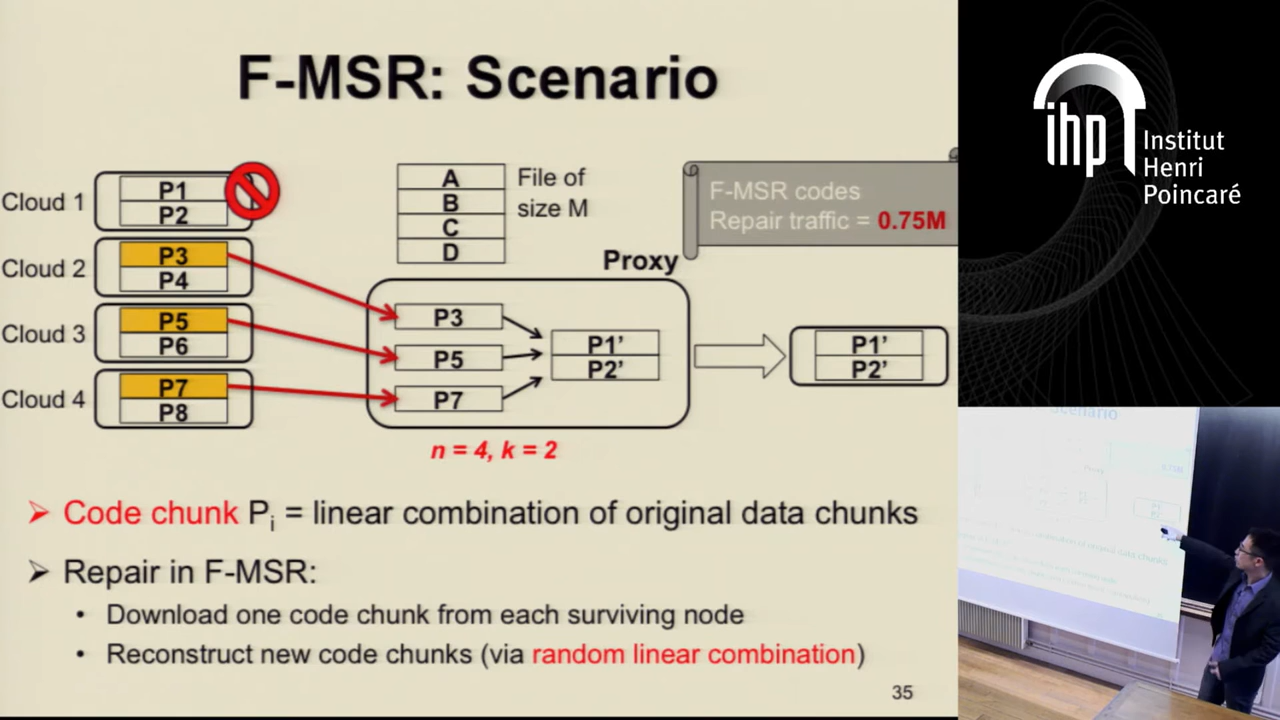 F-MSR: Scenario
Cloud 1
P1
P2
Cloud 2
P3
P4
Cloud 3
P5
P6
Cloud 4
P7
P8
A
B
C
D
File of
size M
F-MSR codes
Repair traffic = 0.75M
Proxy
P3
P5
P7
P1’
P2’
P1’
P2’
n = 4, k = 2
➢ Code chunk Pi = linear combination of original data chunks
➢ Repair in F-MSR:
• Download one code chunk from each surviving node
• Reconstruct new code chunks (via random linear combination)
35
ihp
Institut
Henri
Poincaré
Scenario